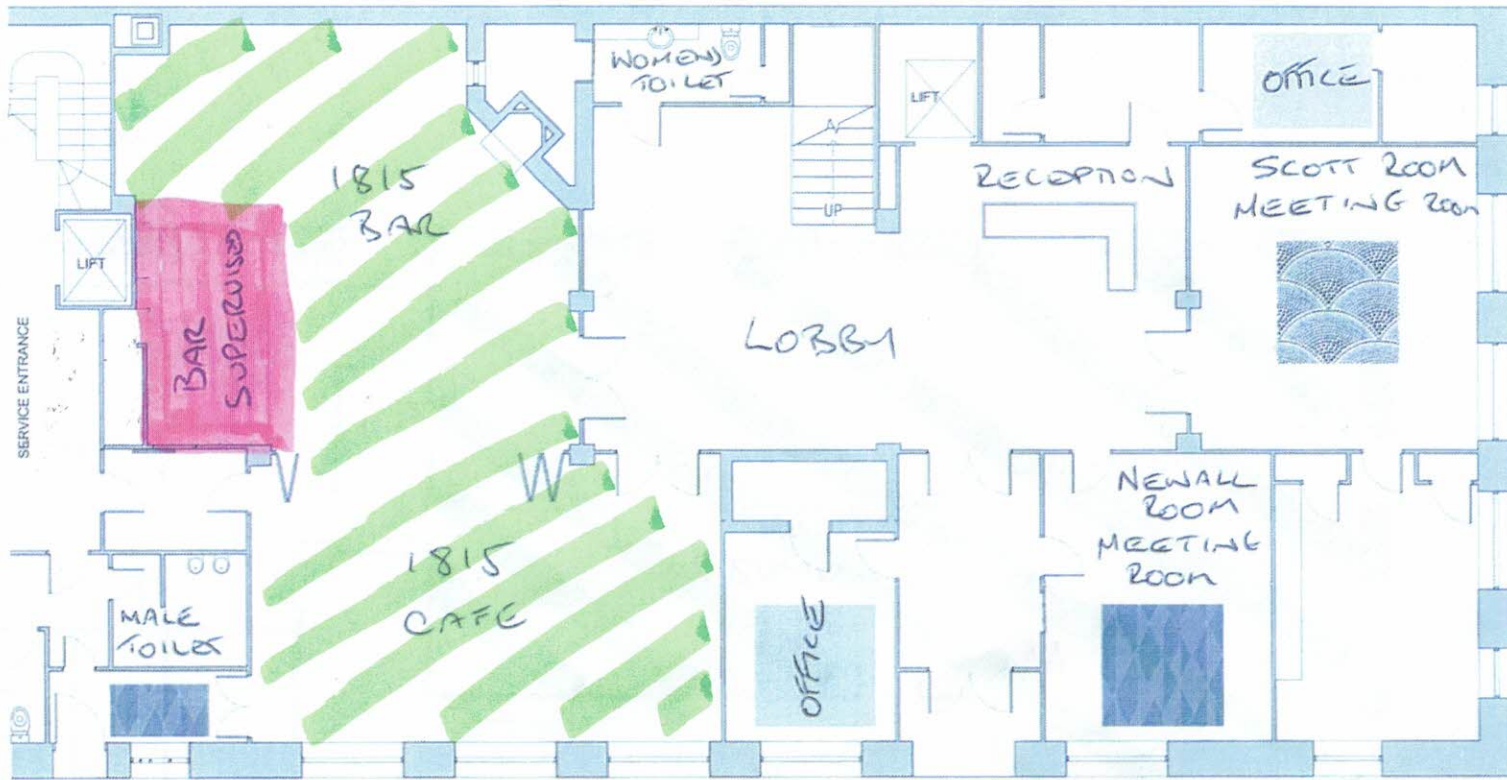 WOMENS
TOILET
LIFT
OFFICE
1815
BAR
UP
RECEPTION
SCOTT ROOM
MEETING ROOM
LIFT
BAR
SUPERVISED
LOBBY
SERVICE ENTRANCE
V
W
NEWALL
ROOM
MEETING
ROOM
1815
CAFE
MALE
TOILET
OFFICE